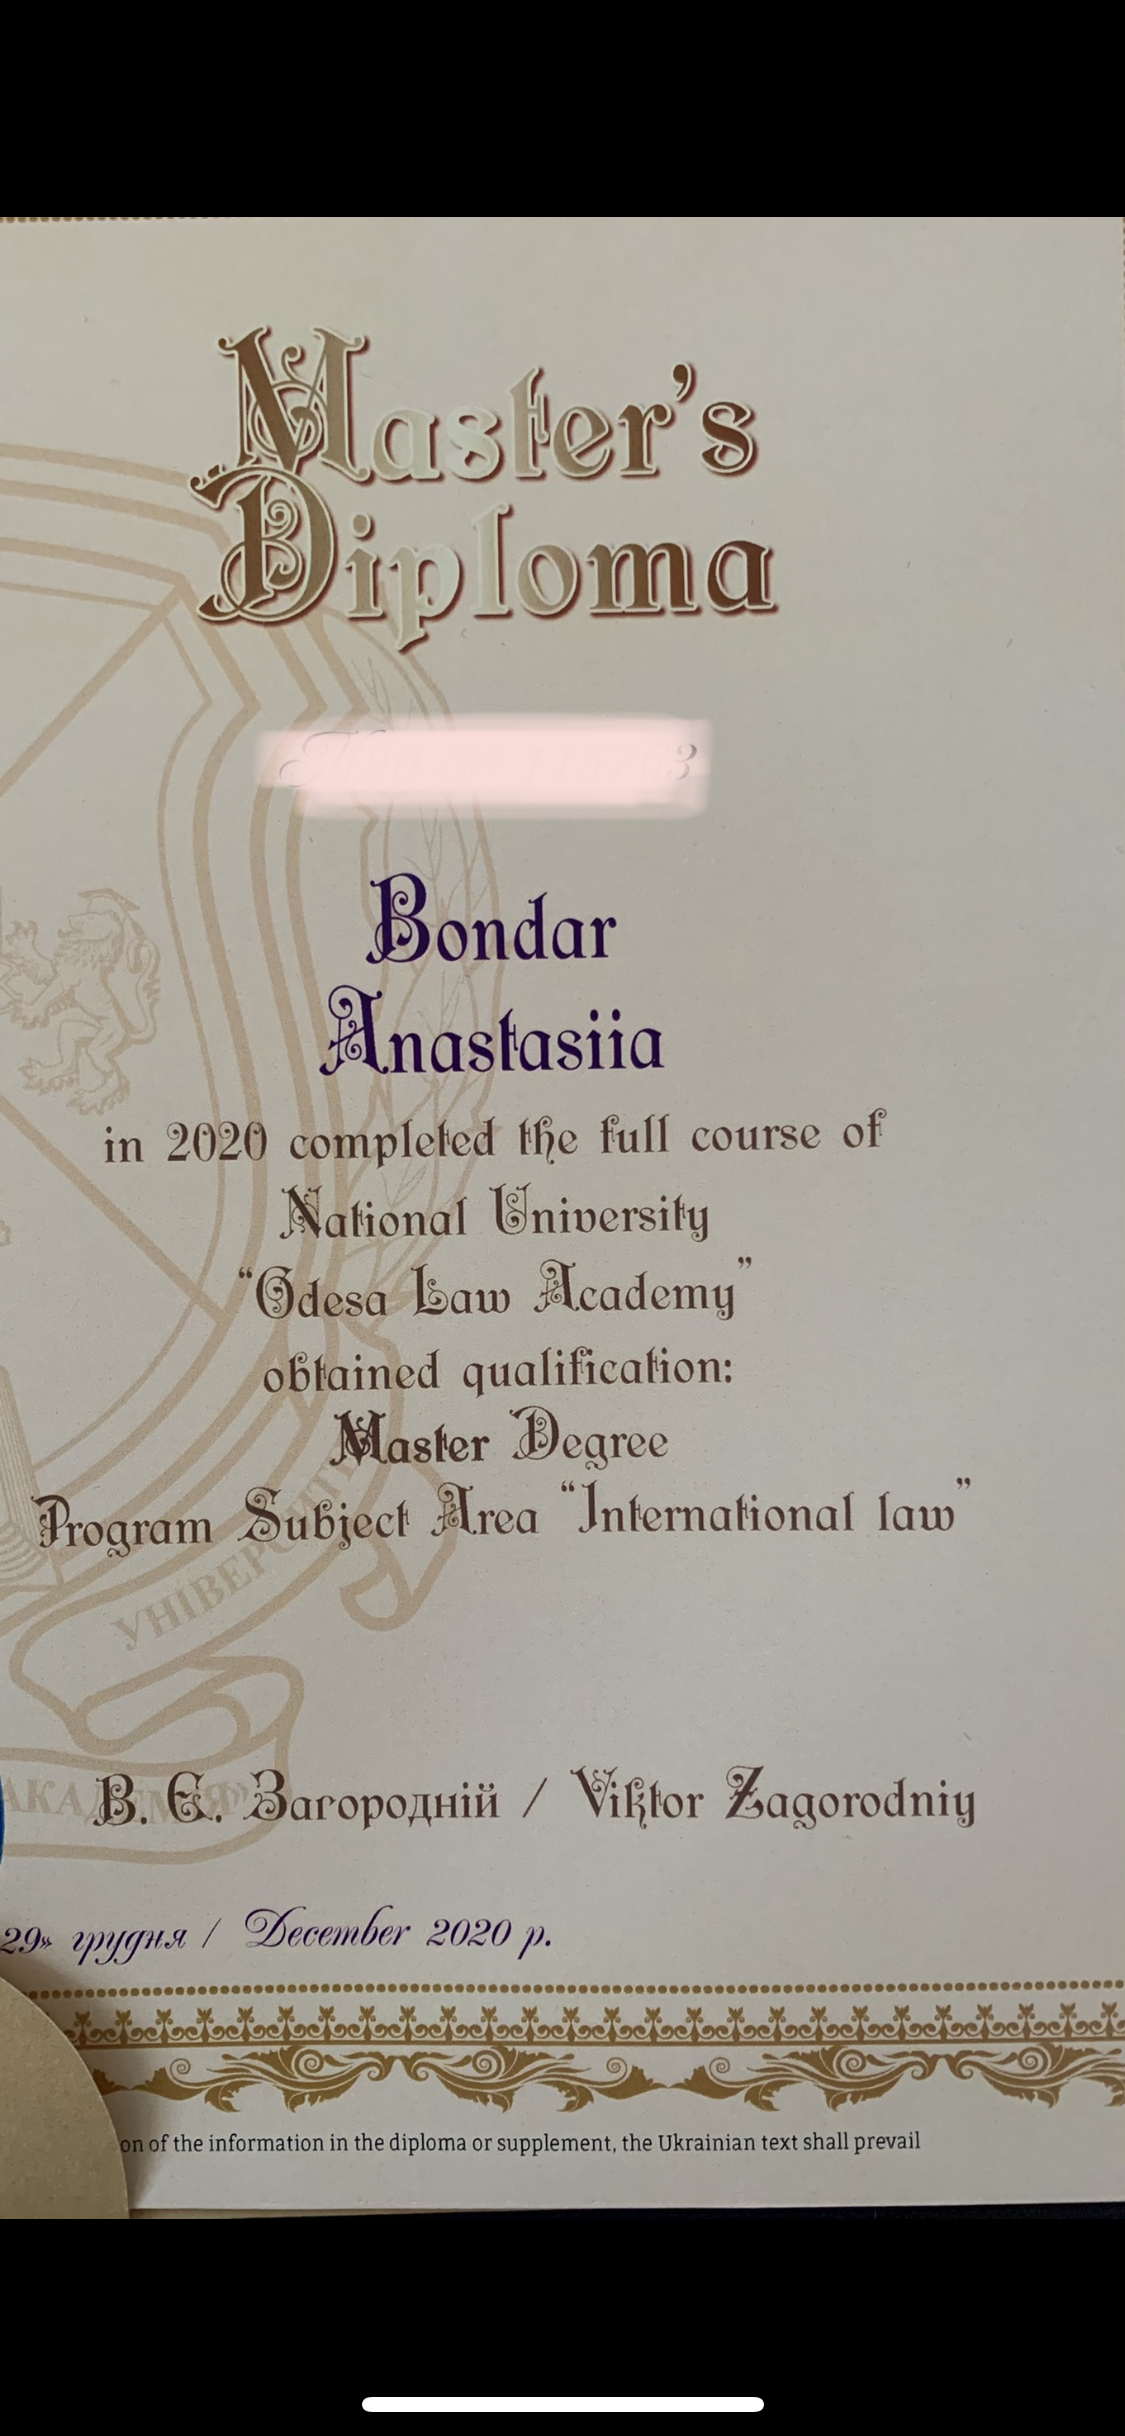 Master's
Diploma
Bondar
Anastasiia
in 2020 completed the full course of
National University
“Odesa Law Academy”
obtained qualification:
Master Degree
Program Subject Area “International law”
УНІВЕРСИТЕ
АКАДЕМІЯ»
В. Є. Загородній / Viktor Zagorodniy
29» грудня / December 2020 р.
on of the information in the diploma or supplement, the Ukrainian text shall prevail